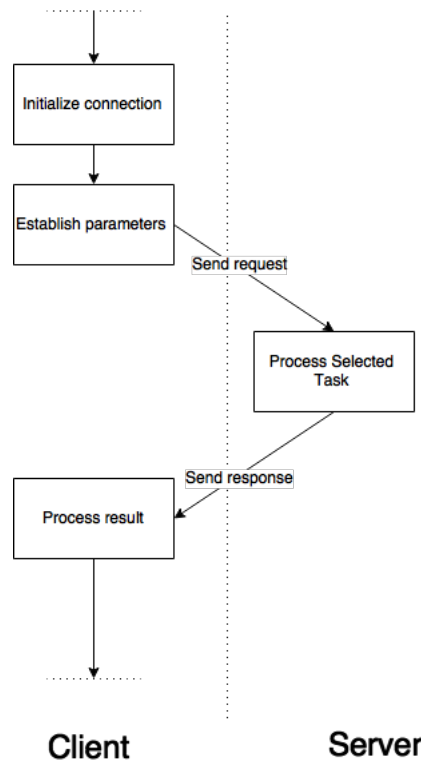 Initialize connection
Establish parameters
Send request
Process Selected
Task
Send response
Process result
Client
Server